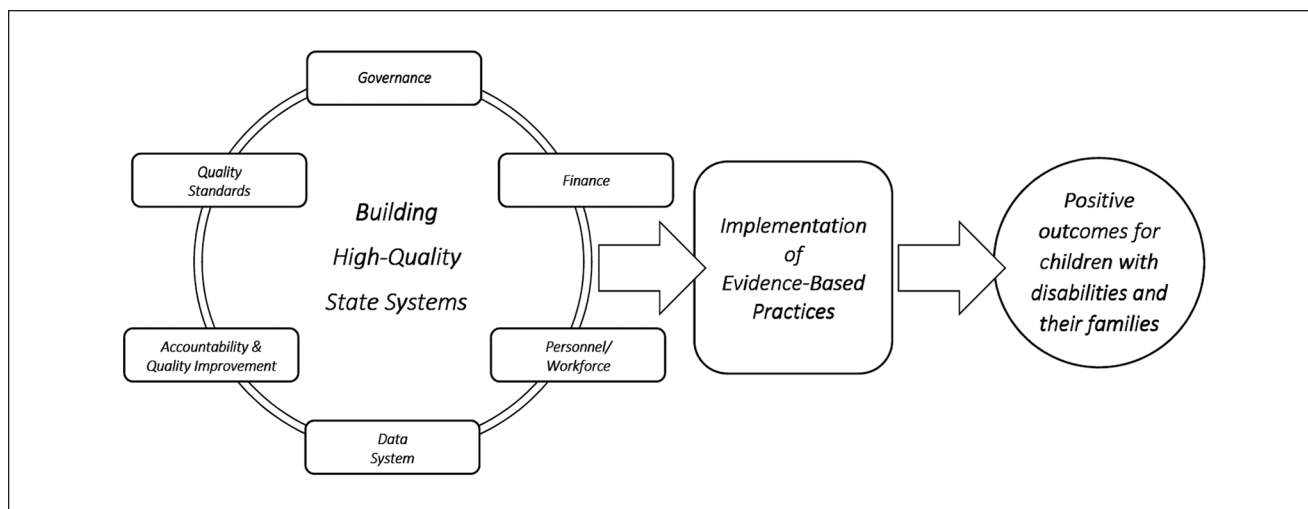 Governance
Quality
Standards
Finance
Building
High-Quality
State Systems
Accountability &
Quality Improvement
Personnel/
Workforce
Data
System
Implementation
of
Evidence-Based
Practices
Positive
outcomes for
children with
disabilities and
their families